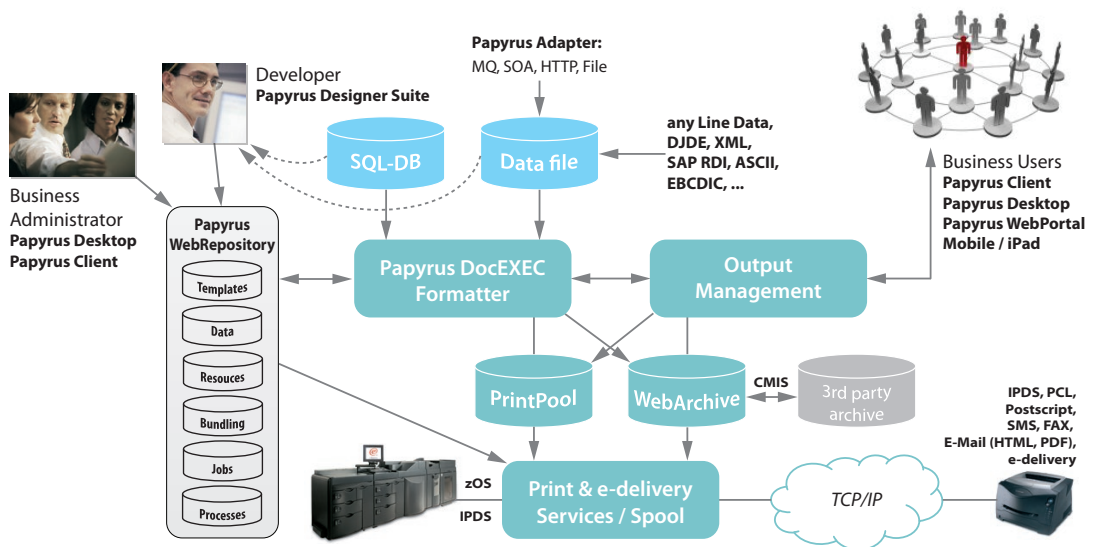 Papyrus Adapter:
MQ, SOA, HTTP, File
Developer
Papyrus Designer Suite
SQL-DB
Data file
any Line Data,
DJDE, XML,
SAP RDI, ASCII,
EBCDIC, ...
Business Users
Papyrus Client
Papyrus Desktop
Papyrus WebPortal
Mobile / iPad
Business
Administrator
Papyrus Desktop
Papyrus Client
Papyrus
WebRepository
Templates
Data
Resouces
Bundling
Jobs
Processes
Papyrus DocEXEC
Formatter
Output
Management
PrintPool
WebArchive
CMIS
3rd party
archive
IPDS, PCL,
Postscript,
SMS, FAX,
E-Mail (HTML, PDF),
e-delivery
zOS
IPDS
Print & e-delivery
Services / Spool
TCP/IP